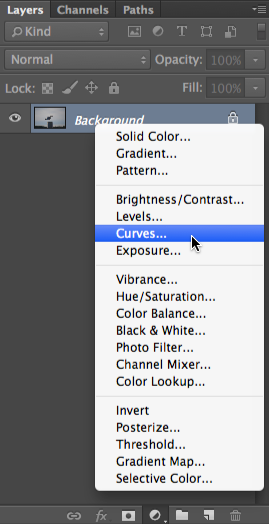 Layers Channels Paths
Kind
Normal Opacity: 100%
Lock: Fill: 100%
Background
Solid Color...
Gradient...
Pattern...
Brightness/Contrast...
Levels...
Curves...
Exposure...
Vibrance...
Hue/Saturation...
Color Balance...
Black & White...
Photo Filter...
Channel Mixer...
Color Lookup...
Invert
Posterize...
Threshold...
Gradient Map...
Selective Color...
fx